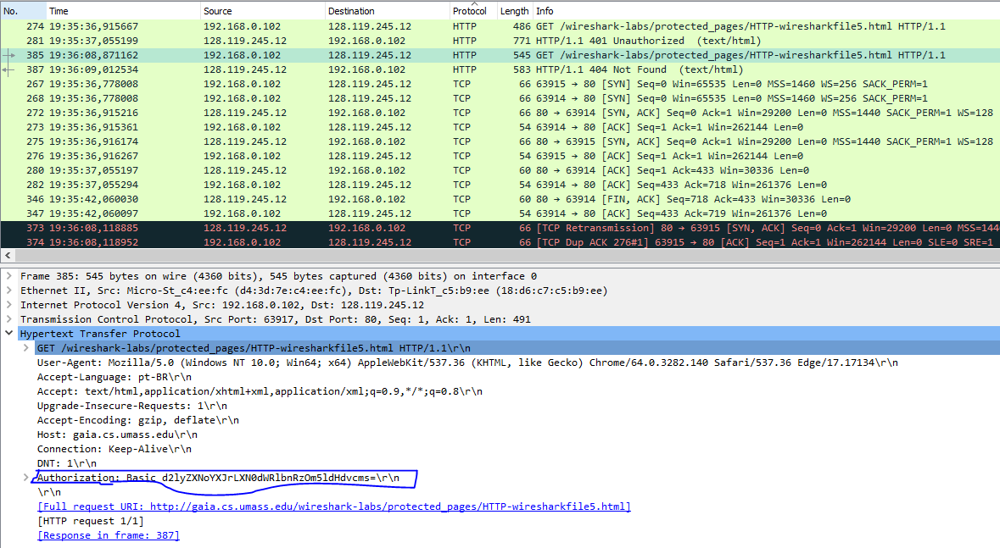 No. Time Source Destination Protocol Length Info
274 19:35:36,915667 192.168.0.102 128.119.245.12 HTTP 486 GET /wireshark-labs/protected_pages/HTTP-wiresharkfile5.html HTTP/1.1
281 19:35:37,055199 128.119.245.12 192.168.0.102 HTTP 771 HTTP/1.1 401 Unauthorized (text/html)
385 19:36:08,871162 192.168.0.102 128.119.245.12 HTTP 545 GET /wireshark-labs/protected_pages/HTTP-wiresharkfile5.html HTTP/1.1
387 19:36:09,012534 128.119.245.12 192.168.0.102 HTTP 583 HTTP/1.1 404 Not Found (text/html)
267 19:35:36,778008 192.168.0.102 128.119.245.12 TCP 66 63915 → 80 [SYN] Seq=0 Win=65535 Len=0 MSS=1460 WS=256 SACK_PERM=1
268 19:35:36,778008 192.168.0.102 128.119.245.12 TCP 66 63914 → 80 [SYN] Seq=0 Win=65535 Len=0 MSS=1460 WS=256 SACK_PERM=1
272 19:35:36,915216 128.119.245.12 192.168.0.102 TCP 66 80 → 63914 [SYN, ACK] Seq=0 Ack=1 Win=29200 Len=0 MSS=1440 SACK_PERM=1 WS=128
273 19:35:36,915361 192.168.0.102 128.119.245.12 TCP 54 63914 → 80 [ACK] Seq=1 Ack=1 Win=262144 Len=0
275 19:35:36,916174 128.119.245.12 192.168.0.102 TCP 66 80 → 63915 [SYN, ACK] Seq=0 Ack=1 Win=29200 Len=0 MSS=1440 SACK_PERM=1 WS=128
276 19:35:36,916267 192.168.0.102 128.119.245.12 TCP 54 63915 → 80 [ACK] Seq=1 Ack=1 Win=262144 Len=0
280 19:35:37,055197 128.119.245.12 192.168.0.102 TCP 60 80 → 63914 [ACK] Seq=1 Ack=433 Win=30336 Len=0
282 19:35:37,055294 192.168.0.102 128.119.245.12 TCP 54 63914 → 80 [ACK] Seq=433 Ack=718 Win=261376 Len=0
346 19:35:42,060030 128.119.245.12 192.168.0.102 TCP 60 80 → 63914 [FIN, ACK] Seq=718 Ack=433 Win=30336 Len=0
347 19:35:42,060097 192.168.0.102 128.119.245.12 TCP 54 63914 → 80 [ACK] Seq=433 Ack=719 Win=261376 Len=0
373 19:36:08,118885 128.119.245.12 192.168.0.102 TCP 66 [TCP Retransmission] 80 → 63915 [SYN, ACK] Seq=0 Ack=1 Win=29200 Len=0 MSS=144
374 19:36:08,118952 192.168.0.102 128.119.245.12 TCP 66 [TCP Dup ACK 276#1] 63915 → 80 [ACK] Seq=1 Ack=1 Win=262144 Len=0 SLE=0 SRE=1
Frame 385: 545 bytes on wire (4360 bits), 545 bytes captured (4360 bits) on interface 0
Ethernet II, Src: Micro-St_c4:ee:fc (d4:3d:7e:c4:ee:fc), Dst: Tp-LinkT_c5:b9:ee (18:d6:c7:c5:b9:ee)
Internet Protocol Version 4, Src: 192.168.0.102, Dst: 128.119.245.12
Transmission Control Protocol, Src Port: 63917, Dst Port: 80, Seq: 1, Ack: 1, Len: 491
Hypertext Transfer Protocol
GET /wireshark-labs/protected_pages/HTTP-wiresharkfile5.html HTTP/1.1\r\n
User-Agent: Mozilla/5.0 (Windows NT 10.0; Win64; x64) AppleWebKit/537.36 (KHTML, like Gecko) Chrome/64.0.3282.140 Safari/537.36 Edge/17.17134\r\n
Accept-Language: pt-BR\r\n
Accept: text/html,application/xhtml+xml,application/xml;q=0.9,*/*;q=0.8\r\n
Upgrade-Insecure-Requests: 1\r\n
Accept-Encoding: gzip, deflate\r\n
Host: gaia.cs.umass.edu\r\n
Connection: Keep-Alive\r\n
DNT: 1\r\n
Authorization: Basic d2lyZXNoYXJrLXN0dWRlbnRzOm5ldHdvcms=\r\n
\r\n
[Full request URI: http://gaia.cs.umass.edu/wireshark-labs/protected_pages/HTTP-wiresharkfile5.html]
[HTTP request 1/1]
[Response in frame: 387]